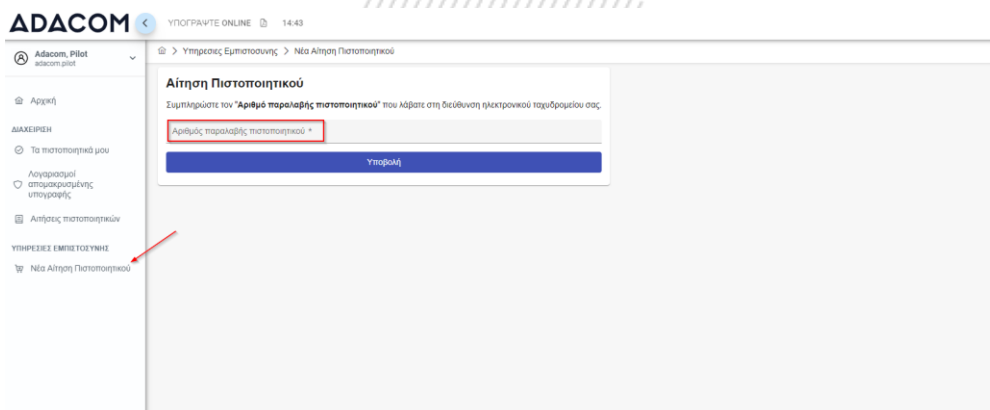 ADACOM
ΥΠΟΓΡΑΨΤΕ ONLINE 14:43
Adacom, Pilot
adacom.pilot
Υπηρεσιες Εμπιστοσυνης > Νέα Αίτηση Πιστοποιητικού
Αρχική
ΔΙΑΧΕΙΡΙΣΗ
Τα πιστοποιητικά μου
Λογαριασμοί
απομακρυσμένης
υπογραφής
Αιτήσεις πιστοποιητικών
ΥΠΗΡΕΣΙΕΣ ΕΜΠΙΣΤΟΣΥΝΗΣ
Νέα Αίτηση Πιστοποιητικού
Αίτηση Πιστοποιητικού
Συμπληρώστε τον "Αριθμό παραλαβής πιστοποιητικού" που λάβατε στη διεύθυνση ηλεκτρονικού ταχυδρομείου σας.
Αριθμός παραλαβής πιστοποιητικού *
Υποβολή